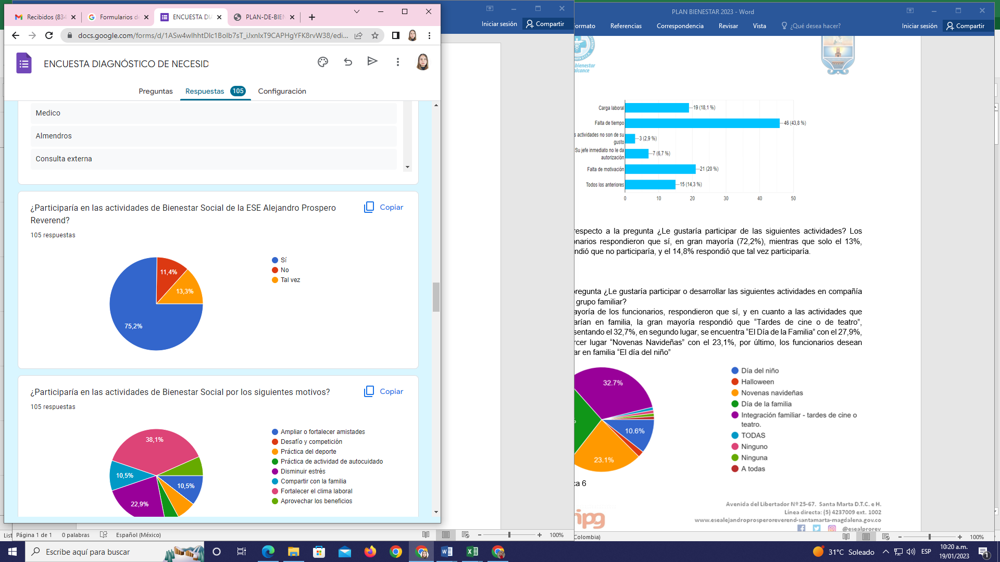 Recibidos (834
Formularios de
ENCUESTA DIA
PLAN-DE-BIEN
docs.google.com/forms/d/1ASw4wIhhtDlc1BoIb7sT_iJxnIxT9CAPHgYFK8rvW38/edi...
ENCUESTA DIAGNÓSTICO DE NECESID
Preguntas
Respuestas 105
Configuración
Medico
Almendros
Consulta externa
¿Participaría en las actividades de Bienestar Social de la ESE Alejandro Prospero
Reverend?
Copiar
105 respuestas
Sí
No
Tal vez
11,4%
13,3%
75,2%
¿Participaría en las actividades de Bienestar Social por los siguientes motivos?
Copiar
105 respuestas
Ampliar o fortalecer amistades
Desafío y competición
Práctica del deporte
Práctica de actividad de autocuidado
Disminuir estrés
Compartir con la familia
Fortalecer el clima laboral
Aprovechar los beneficios
38,1%
10,5%
10,5%
22,9%
Iniciar sesión
Compartir
PLAN BIENESTAR 2023 - Word
ormato
Referencias
Correspondencia
Revisar
Vista
¿Qué desea hacer?
Iniciar sesión
Compartir
bienestar
alcance
Carga laboral 19 (18,1 %)
Falta de tiempo 46 (43,8 %)
s actividades no son de su
gusto
3 (2,9 %)
Su jefe inmediato no le da
autorización
7 (6,7 %)
Falta de motivación 21 (20 %)
Todos los anteriores 15 (14,3 %)
0 10 20 30 40 50
respecto a la pregunta ¿Le gustaría participar de las siguientes actividades? Los
onarios respondieron que sí, en gran mayoría (72,2%), mientras que solo el 13%,
ndió que no participaría, y el 14,8% respondió que tal vez participaría.
pregunta ¿Le gustaría participar o desarrollar las siguientes actividades en compañía
grupo familiar?
ayoría de los funcionarios, respondieron que sí, y en cuanto a las actividades que
arían en familia, la gran mayoría respondió que “Tardes de cine o de teatro”,
sentando el 32,7%, en segundo lugar, se encuentra “El Día de la Familia” con el 27,9%,
rcer lugar “Novenas Navideñas” con el 23,1%, por último, los funcionarios desean
ar en familia “El día del niño”
32.7%
10.6%
23.1%
Día del niño
Halloween
Novenas navideñas
Día de la familia
Integración familiar - tardes de cine o
teatro.
TODAS
Ninguno
Ninguna
A todas
ca 6
Avenida del Libertador Nº 25-67. Santa Marta D.T.C. e H.
Línea directa: (5) 4237009 ext. 1002
www.esealejandroprosperoreverend-santamarta-magdalena.gov.co
@esealprorev
ipg
List
Página 1 de 1
0 palabras
Español (México)
100%
Colombia)
100%
Escribe aquí para buscar
31°C Soleado
ESP
10:20 a.m.
19/01/2023
1